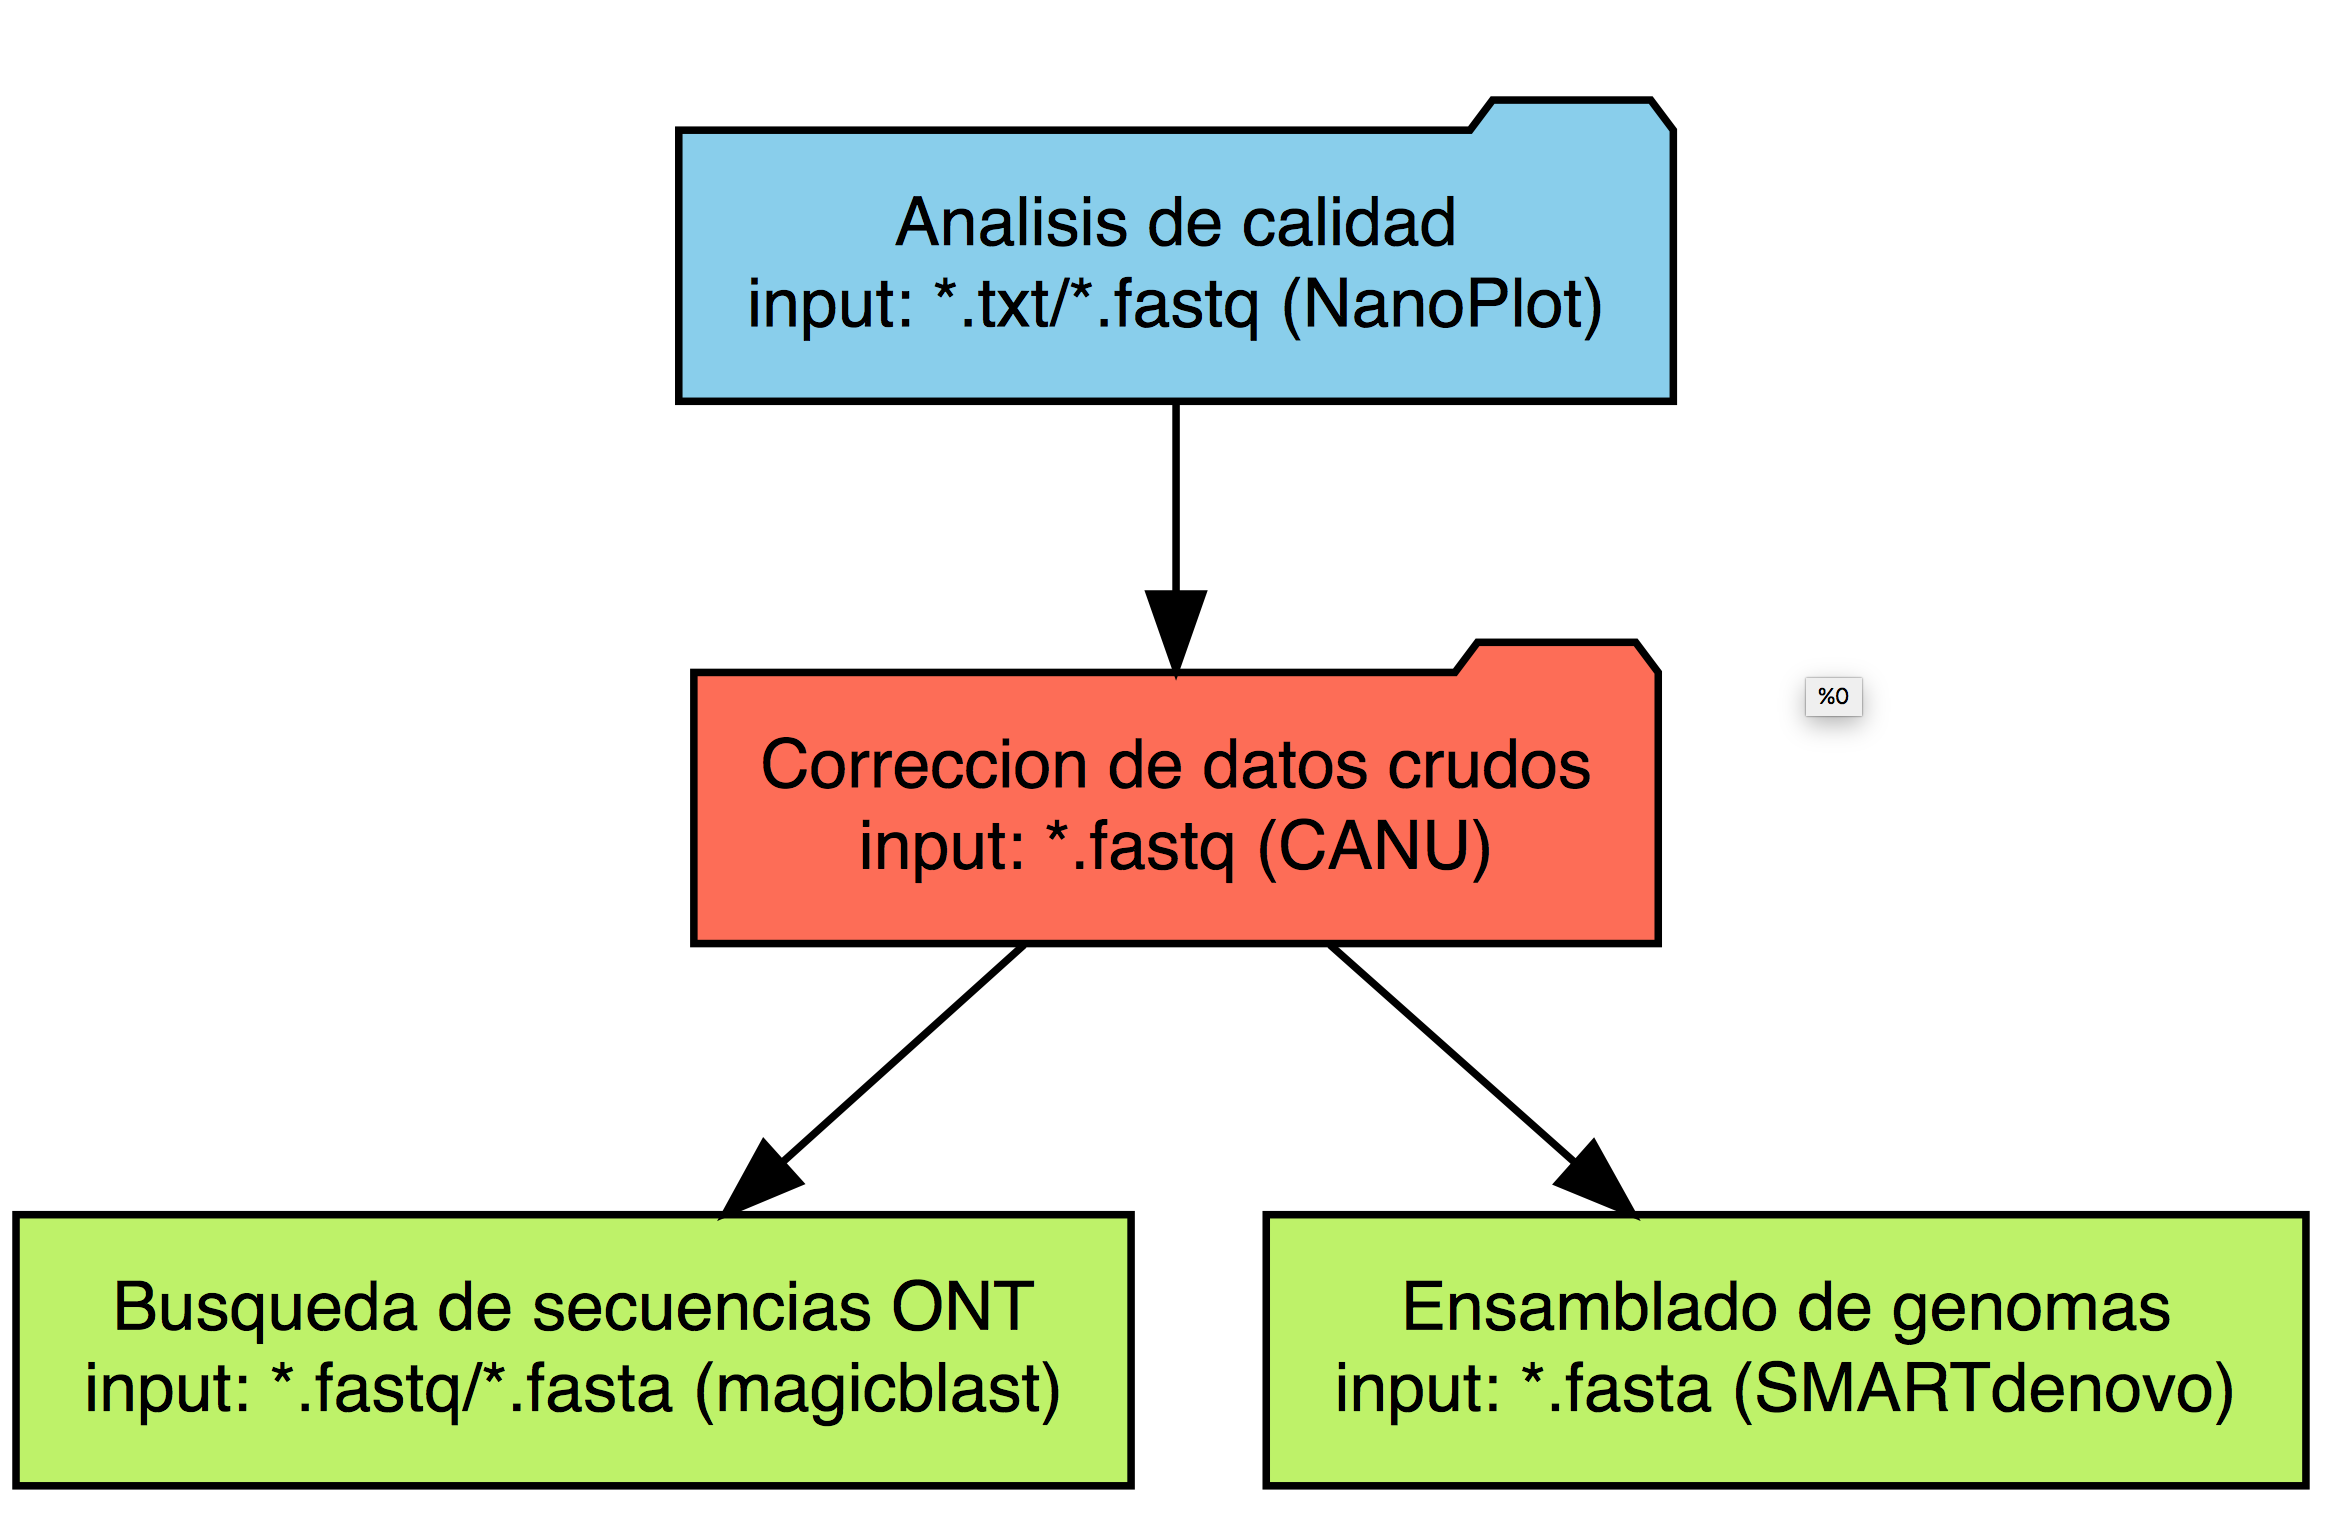 Analisis de calidad
input: *.txt/*.fastq (NanoPlot)
Correccion de datos crudos
input: *.fastq (CANU)
%0
Busqueda de secuencias ONT
input: *.fastq/*.fasta (magicblast)
Ensamblado de genomas
input: *.fasta (SMARTdenovo)